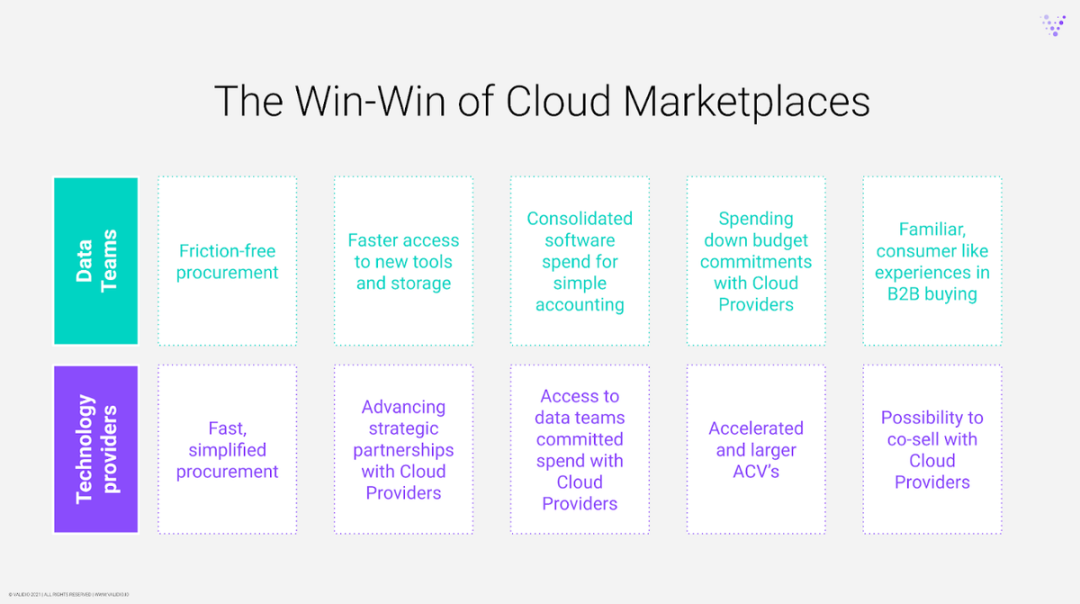 The Win-Win of Cloud Marketplaces
Data
Teams
Friction-free
procurement
Faster access
to new tools
and storage
Consolidated
software
spend for
simple
accounting
Spending
down budget
commitments
with Cloud
Providers
Familiar,
consumer like
experiences in
B2B buying
Technology
providers
Fast,
simplified
procurement
Advancing
strategic
partnerships
with Cloud
Providers
Access to
data teams
committed
spend with
Cloud
Providers
Accelerated
and larger
ACV’s
Possibility to
co-sell with
Cloud
Providers
© VALIDIO 2021 | ALL RIGHTS RESERVED | WWW.VALIDIO.IO